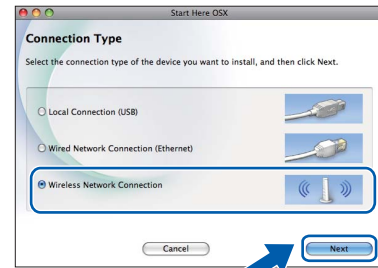 Start Here OSX
Connection Type
Select the connection type of the device you want to install, and then click Next.
Local Connection (USB)
Wired Network Connection (Ethernet)
Wireless Network Connection
Cancel
Next